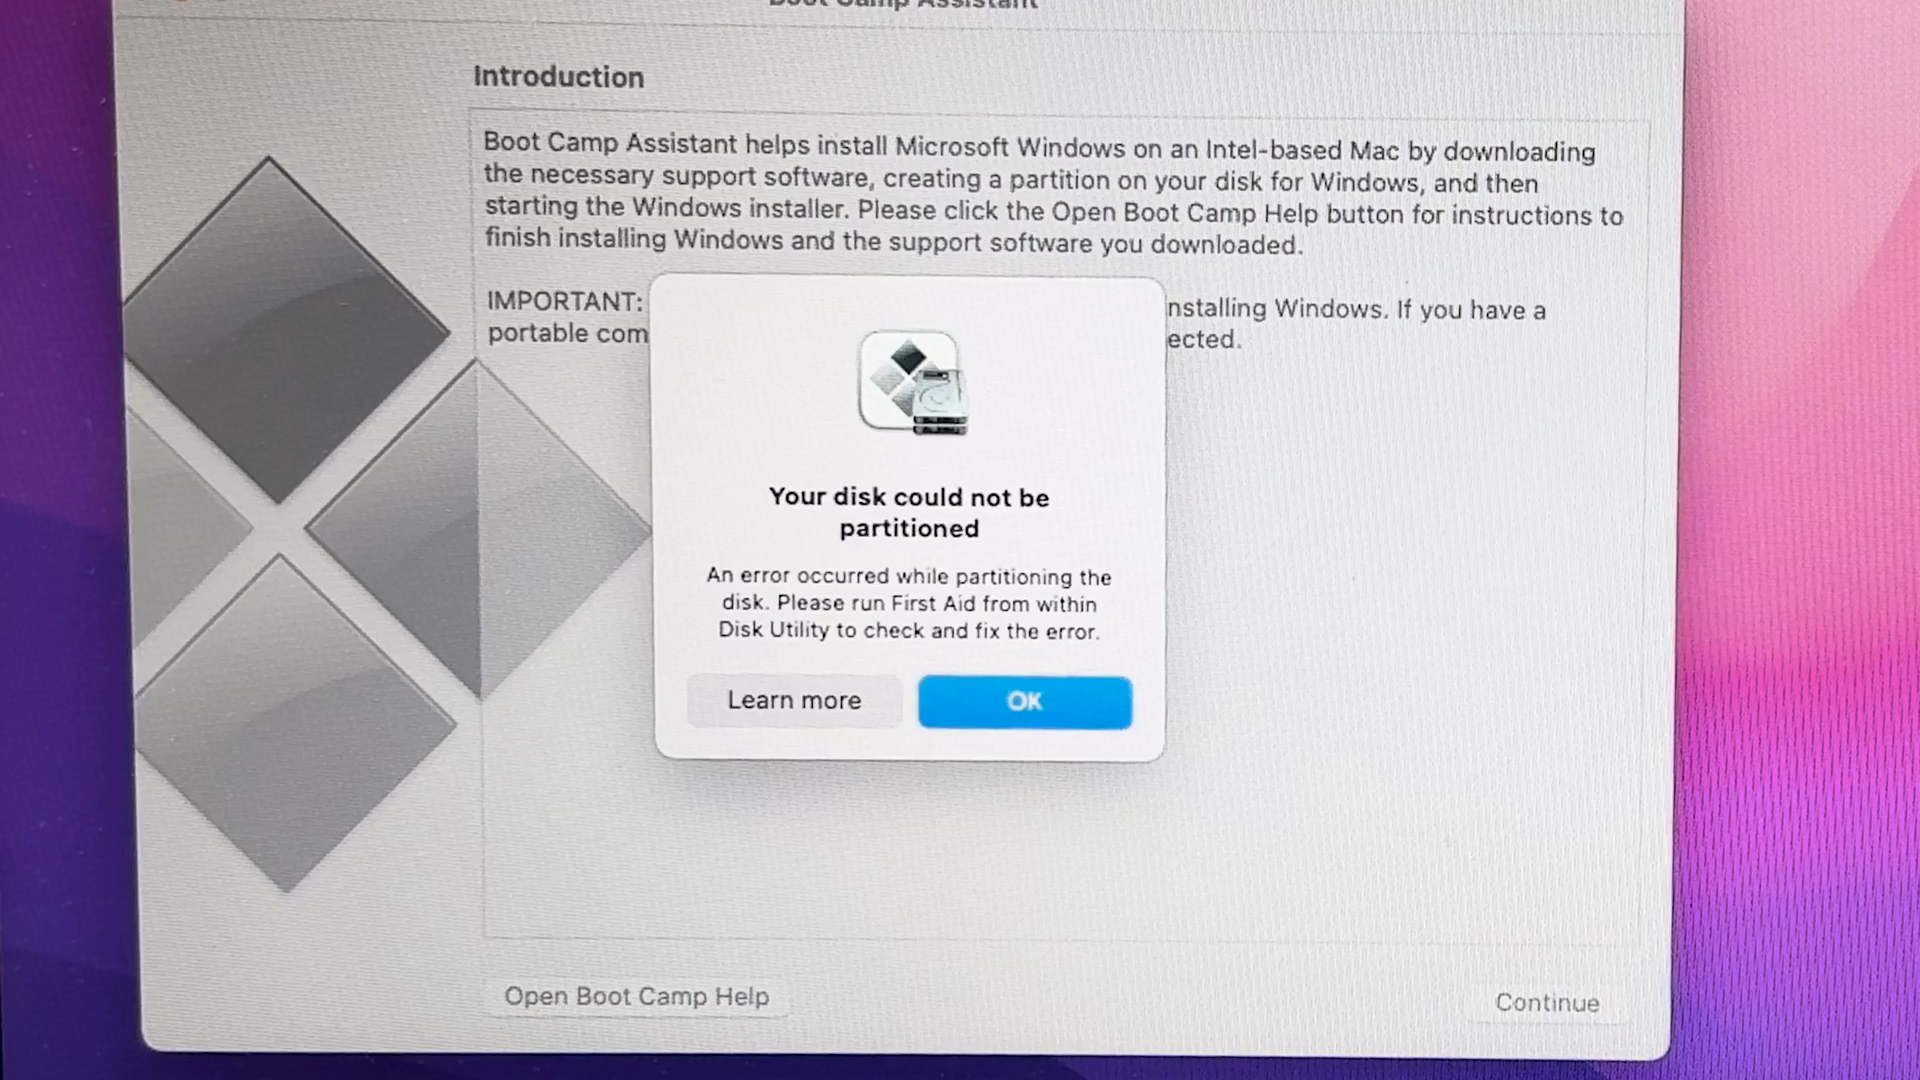 Boot Camp Assistant
Introduction
Boot Camp Assistant helps install Microsoft Windows on an Intel-based Mac by downloading
the necessary support software, creating a partition on your disk for Windows, and then
starting the Windows installer. Please click the Open Boot Camp Help button for instructions to
finish installing Windows and the support software you downloaded.
IMPORTANT: nstalling Windows. If you have a
portable com ected.
Your disk could not be
partitioned
An error occurred while partitioning the
disk. Please run First Aid from within
Disk Utility to check and fix the error.
Learn more
OK
Open Boot Camp Help
Continue